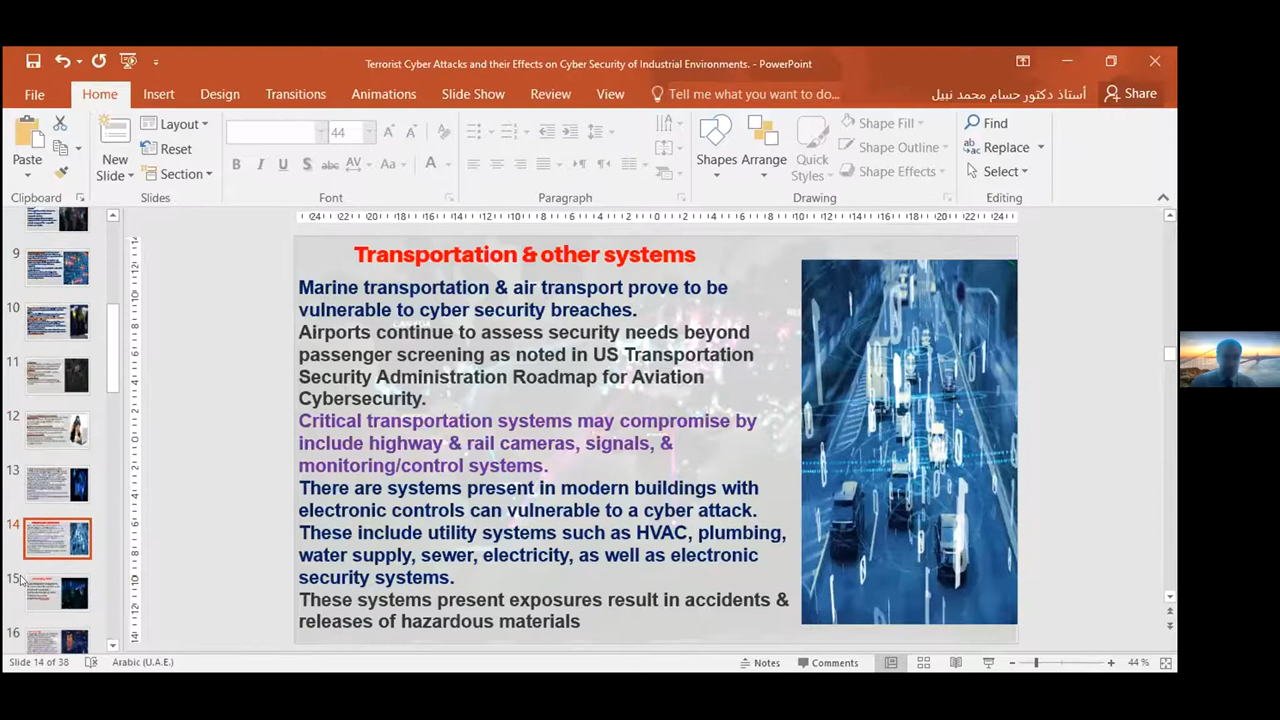 Terrorist Cyber Attacks and their Effects on Cyber Security of Industrial Environments. - PowerPoint
File Home Insert Design Transitions Animations Slide Show Review View Tell me what you want to do... أستاذ دكتور حسام محمد نبيل Share
Paste
New Slide
Layout
Reset
Section
44
Shapes Arrange Quick Styles
Shape Fill
Shape Outline
Shape Effects
Find
Replace
Select
Clipboard Slides Font Paragraph Drawing Editing
9
10
11
12
13
14
15
16
Transportation & other systems
Marine transportation & air transport prove to be
vulnerable to cyber security breaches.
Airports continue to assess security needs beyond
passenger screening as noted in US Transportation
Security Administration Roadmap for Aviation
Cybersecurity.
Critical transportation systems may compromise by
include highway & rail cameras, signals, &
monitoring/control systems.
There are systems present in modern buildings with
electronic controls can vulnerable to a cyber attack.
These include utility systems such as HVAC, plumbing,
water supply, sewer, electricity, as well as electronic
security systems.
These systems present exposures result in accidents &
releases of hazardous materials
Slide 14 of 38 Arabic (U.A.E.) Notes Comments 44 %